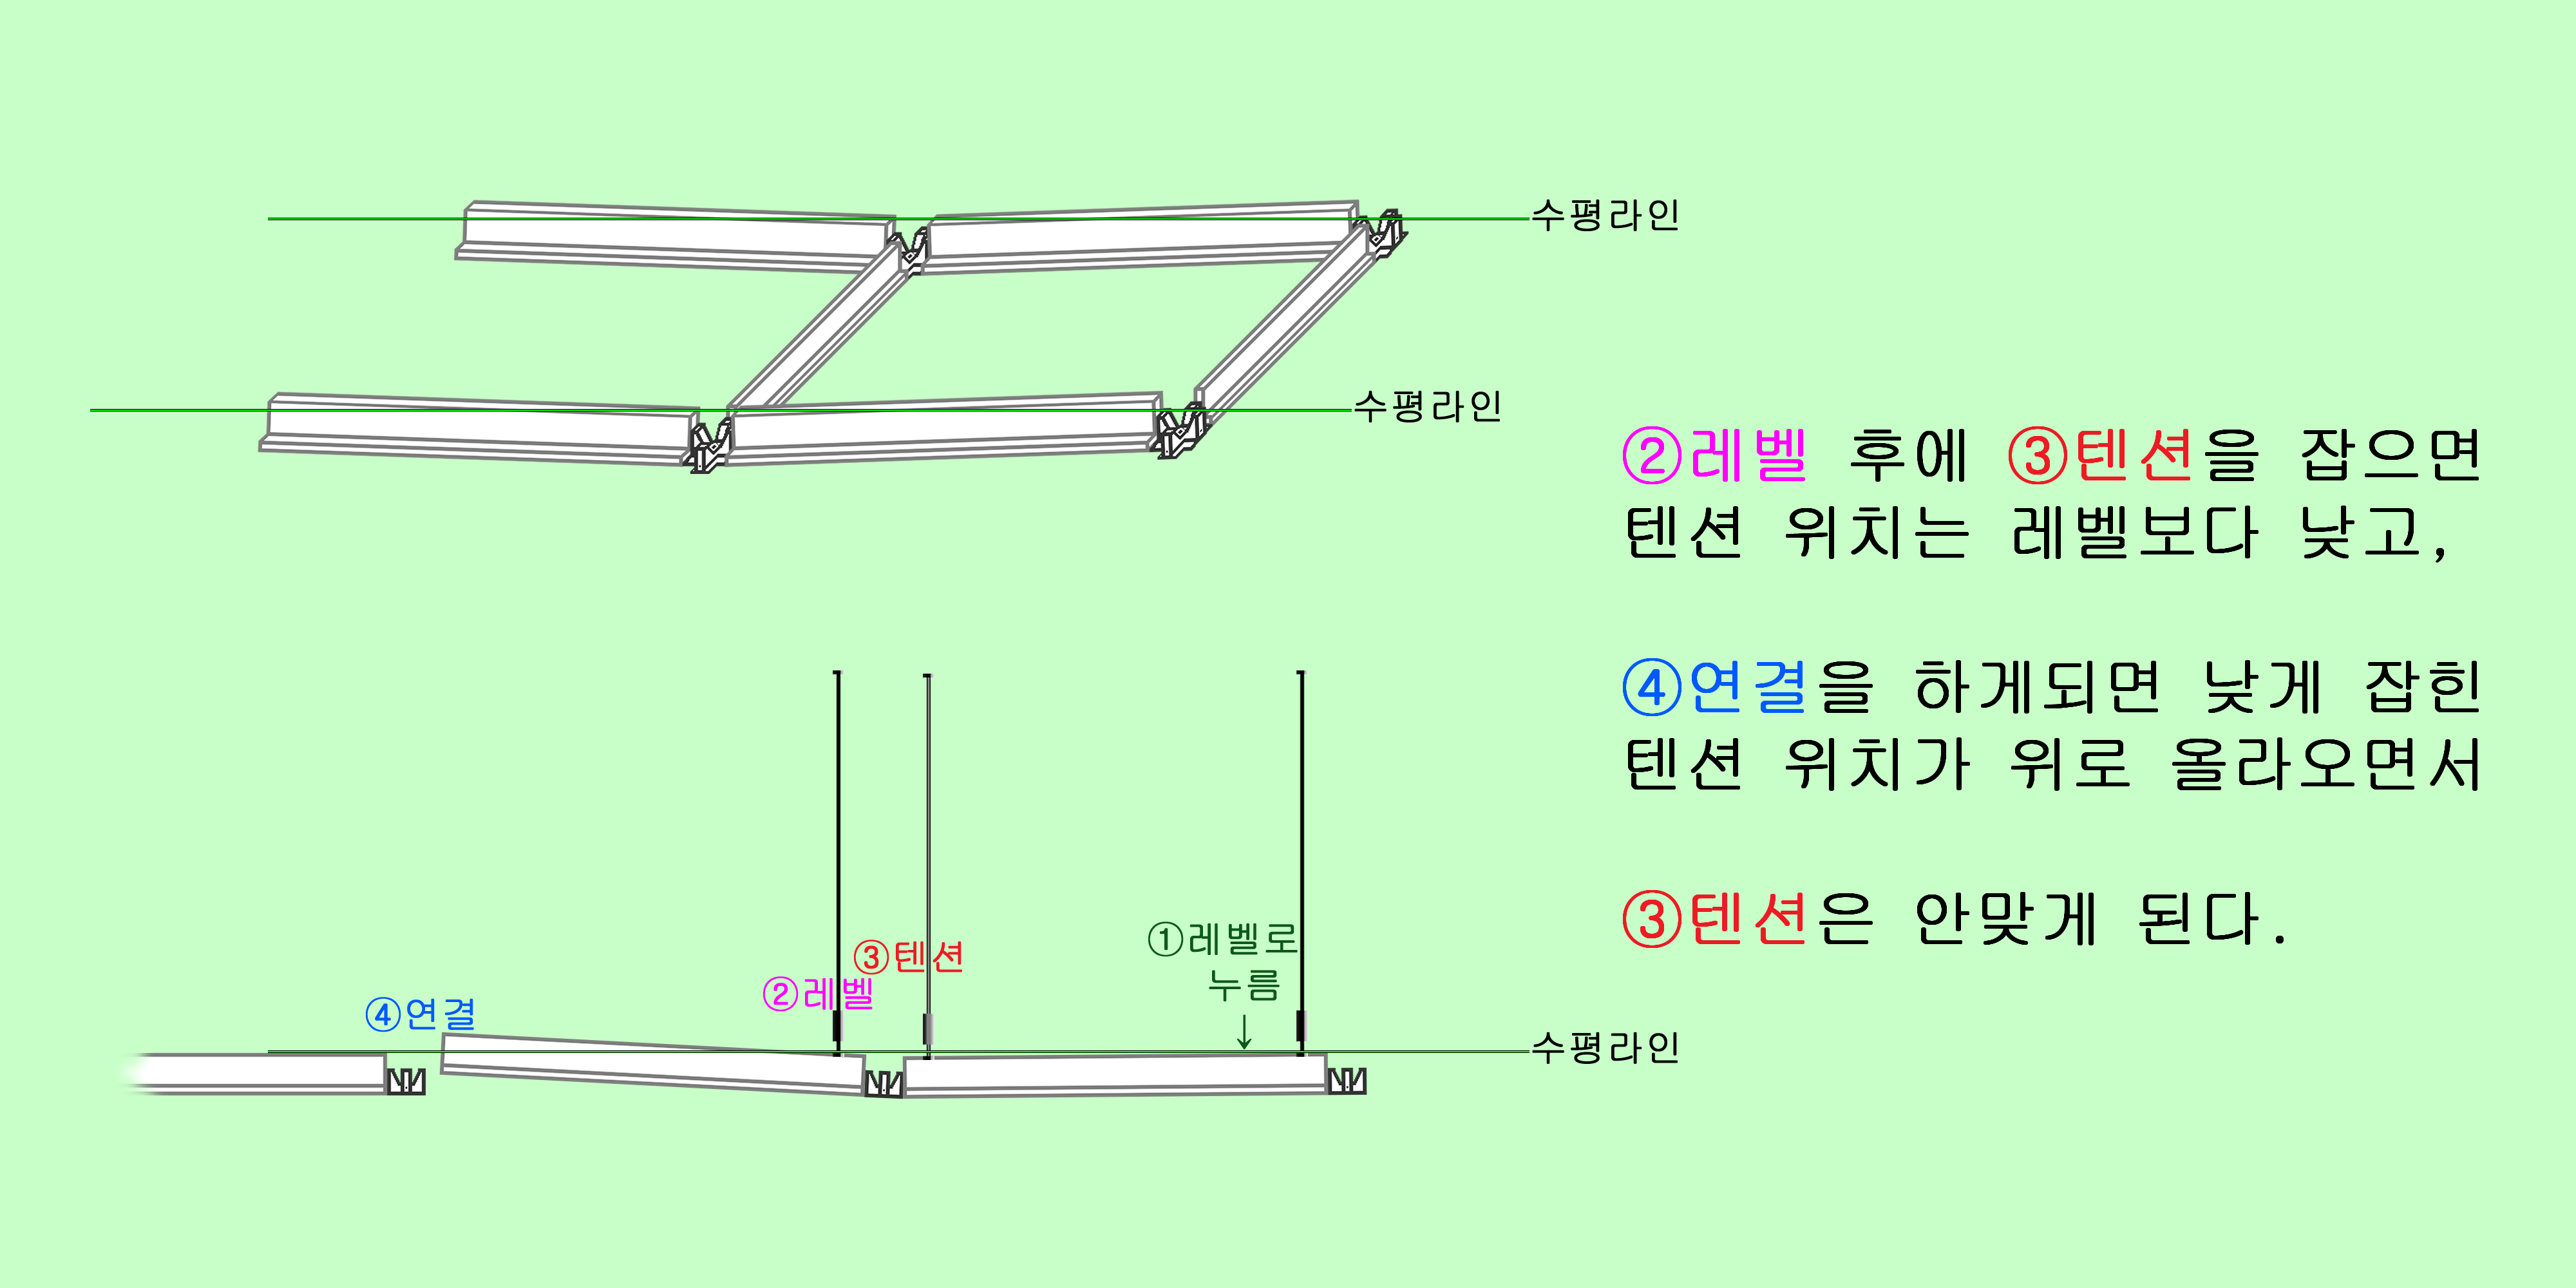 수평라인
수평라인
②레벨 후에 ③텐션을 잡으면
텐션 위치는 레벨보다 낮고,
④연결을 하게되면 낮게 잡힌
텐션 위치가 위로 올라오면서
③텐션은 안맞게 된다.
①레벨로
누름
↓
③텐션
②레벨
④연결
수평라인